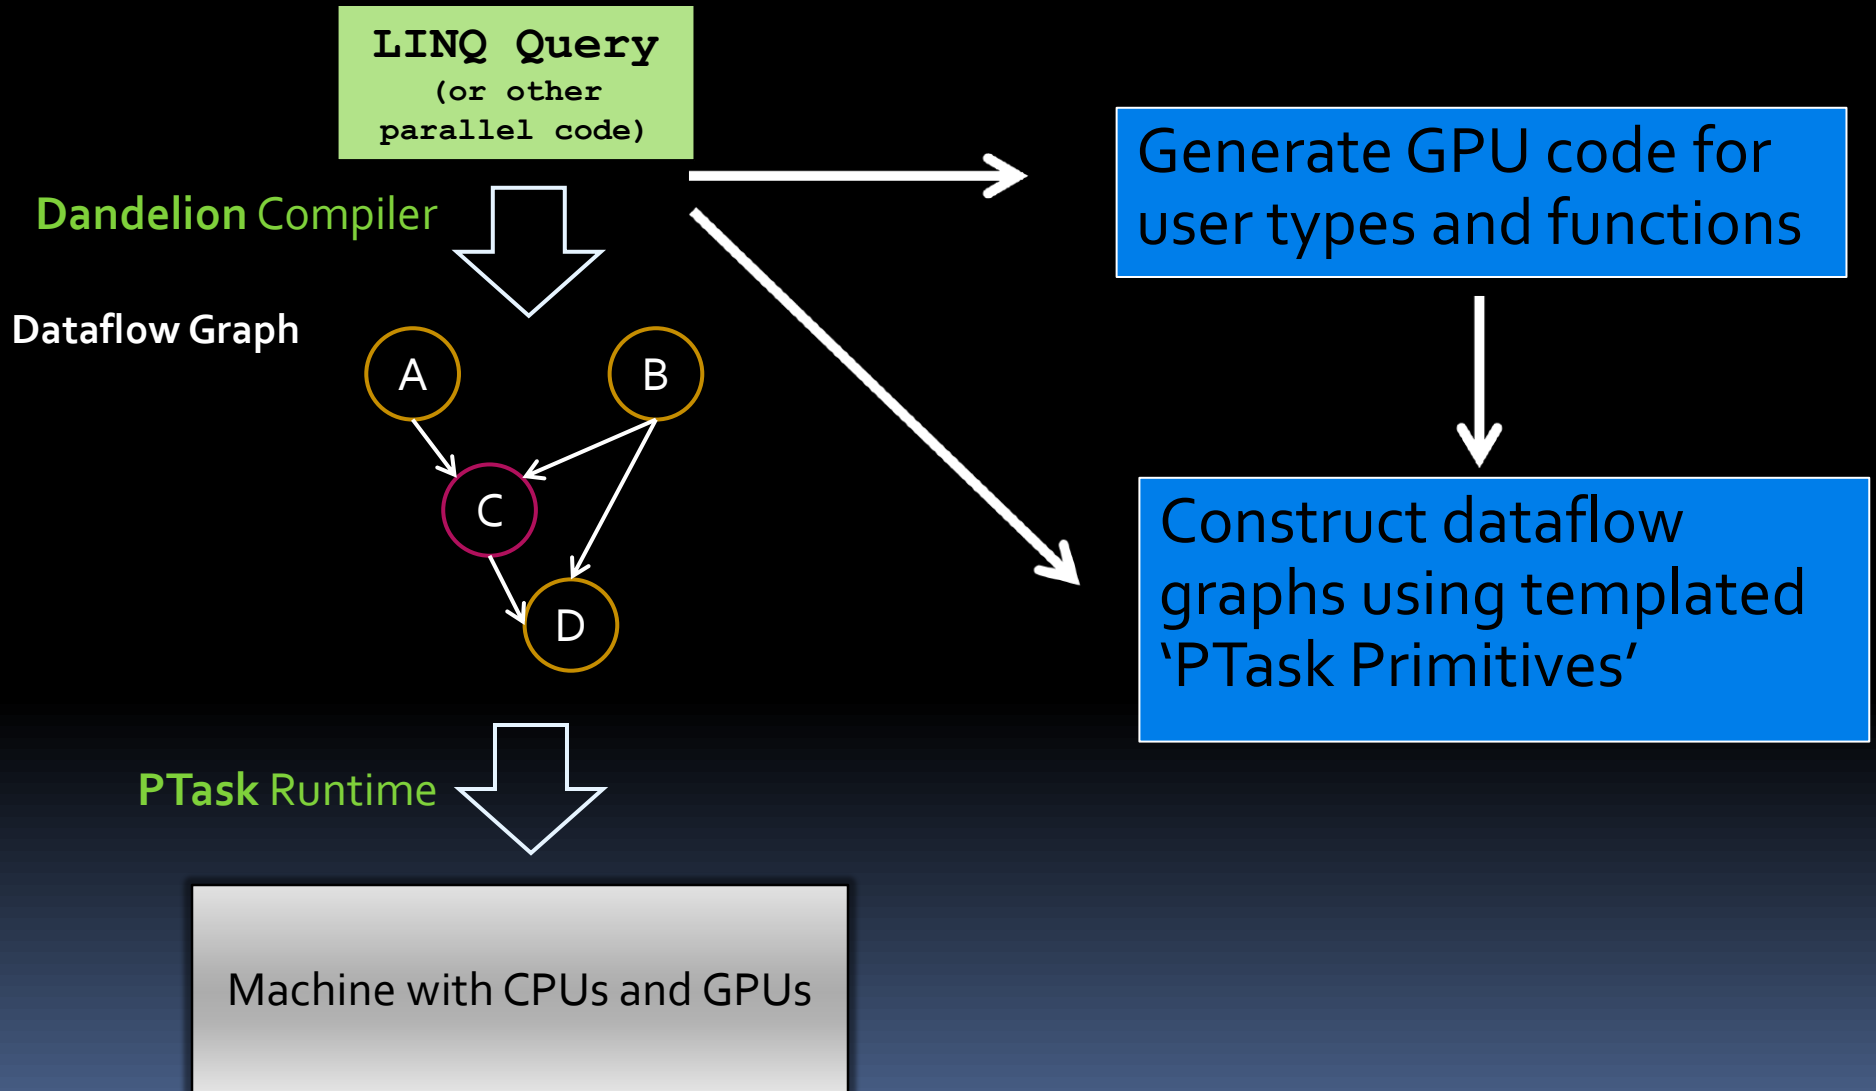 LINQ Query
(or other
parallel code)
Dandelion Compiler
Dataflow Graph
A
B
C
D
PTask Runtime
Machine with CPUs and GPUs
Generate GPU code for
user types and functions
Construct dataflow
graphs using templated
‘PTask Primitives’